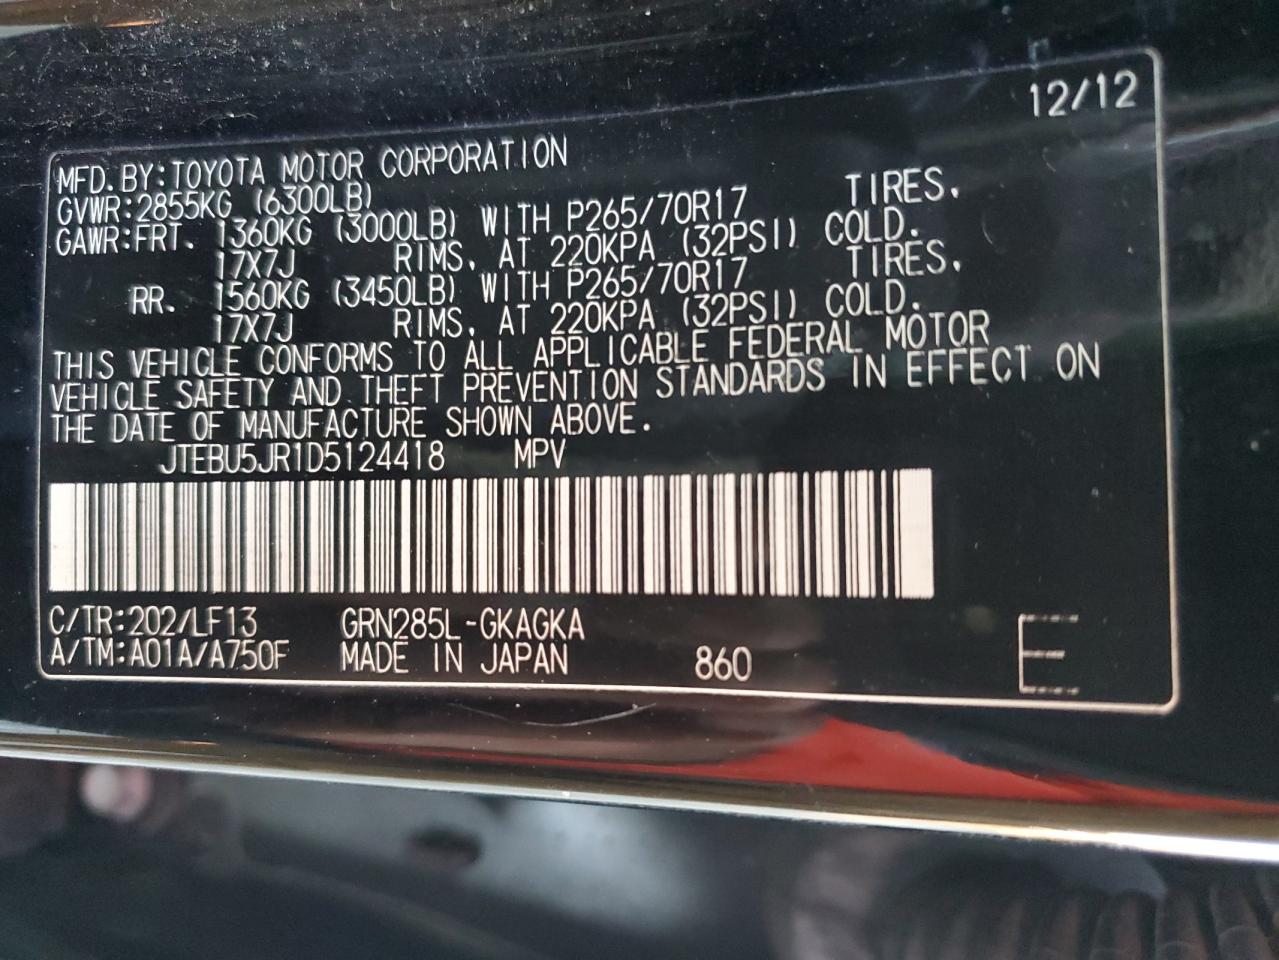 12/12
MFD. BY: TOYOTA MOTOR CORPORATION
GVWR: 2855KG (6300LB)
GAWR: FRT. 1360KG (3000LB) WITH P265/70R17 TIRES,
17X7J RIMS, AT 220KPA (32PSI) COLD.
RR. 1560KG (3450LB) WITH P265/70R17 TIRES,
17X7J RIMS, AT 220KPA (32PSI) COLD.
THIS VEHICLE CONFORMS TO ALL APPLICABLE FEDERAL MOTOR
VEHICLE SAFETY AND THEFT PREVENTION STANDARDS IN EFFECT ON
THE DATE OF MANUFACTURE SHOWN ABOVE.
JTEBU5JR1D5124418 MPV
C/TR: 202/LF13 GRN285L-GKAGKA
A/TM: A01A/A750F MADE IN JAPAN 860
E